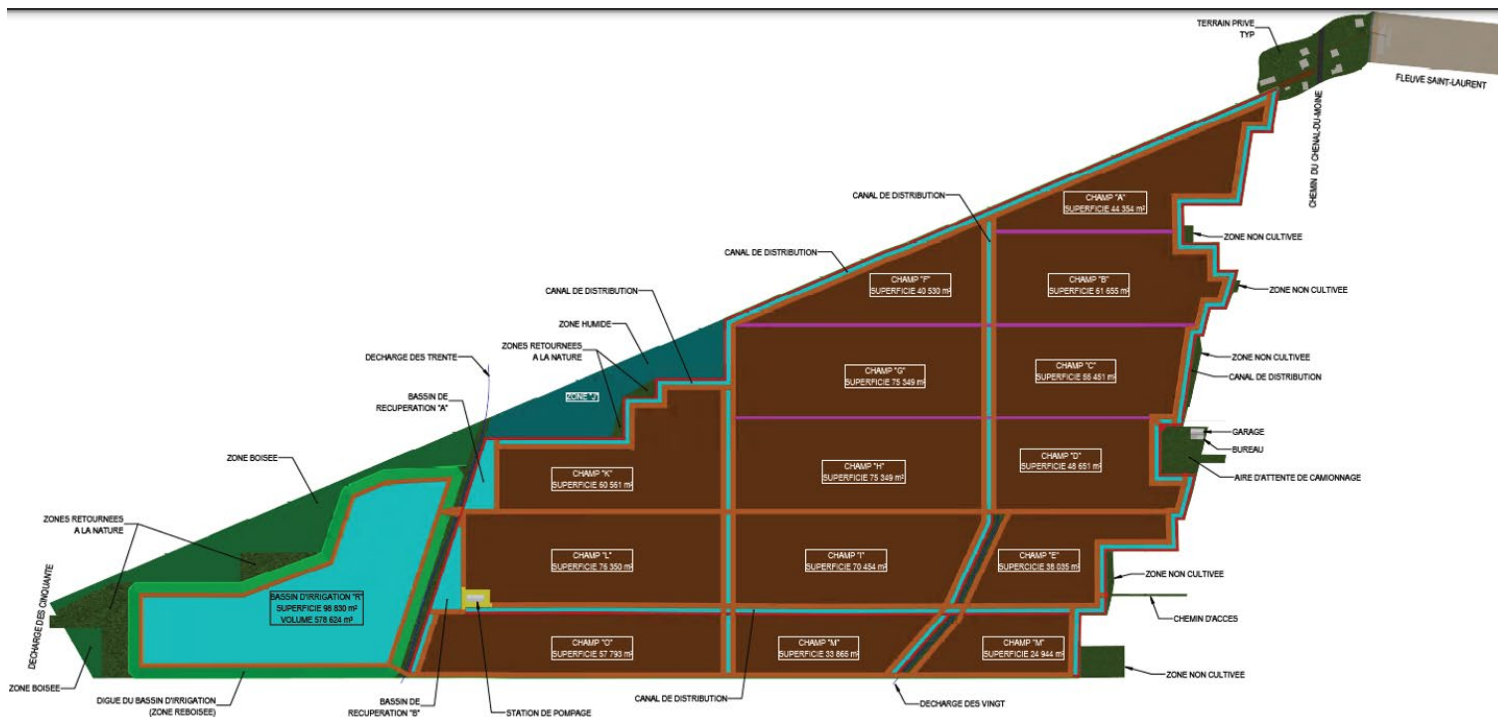 TERRAIN PRIVE
TYP
FLEUVE SAINT-LAURENT
CHEMIN DU CHENAL-DU-MOINE
CANAL DE DISTRIBUTION
CHAMP "A"
SUPERFICIE 44 354 m²
ZONE NON CULTIVEE
CANAL DE DISTRIBUTION
CHAMP "F"
SUPERFICIE 40 530 m²
CHAMP "B"
SUPERFICIE 61 655 m²
ZONE NON CULTIVEE
CANAL DE DISTRIBUTION
ZONE HUMIDE
ZONES RETOURNEES
A LA NATURE
DECHARGE DES TRENTE
ZONE NON CULTIVEE
CHAMP "G"
SUPERFICIE 75 349 m²
CHAMP "C"
SUPERFICIE 55 451 m²
CANAL DE DISTRIBUTION
BASSIN DE
RECUPERATION "A"
ZONE "J"
GARAGE
BUREAU
ZONE BOISEE
CHAMP "K"
SUPERFICIE 60 561 m²
CHAMP "H"
SUPERFICIE 75 349 m²
CHAMP "D"
SUPERFICIE 48 651 m²
AIRE D'ATTENTE DE CAMIONNAGE
ZONES RETOURNEES
A LA NATURE
CHAMP "L"
SUPERFICIE 76 350 m²
CHAMP "I"
SUPERFICIE 70 454 m²
CHAMP "E"
SUPERCICIE 38 035 m²
ZONE NON CULTIVEE
BASSIN D'IRRIGATION "R"
SUPERFICIE 98 830 m²
VOLUME 578 624 m³
CHEMIN D'ACCES
DECHARGE DES CINQUANTE
CHAMP "O"
SUPERFICIE 57 793 m²
CHAMP "M"
SUPERFICIE 33 865 m²
CHAMP "M"
SUPERFICIE 24 944 m²
ZONE NON CULTIVEE
ZONE BOISEE
DIGUE DU BASSIN D'IRRIGATION
(ZONE REBOISEE)
BASSIN DE
RECUPERATION "B"
STATION DE POMPAGE
CANAL DE DISTRIBUTION
DECHARGE DES VINGT